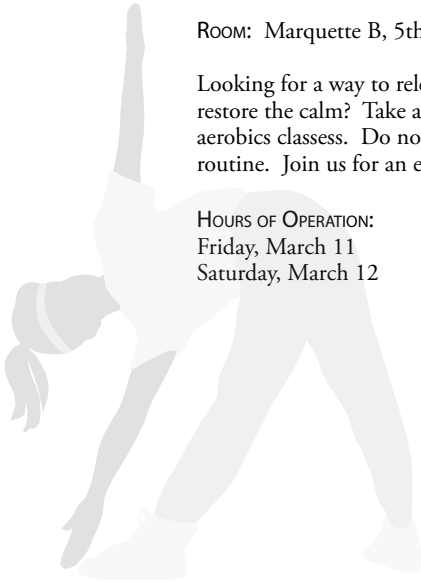 ROOM: Marquette B, 5th
Looking for a way to rel
restore the calm? Take a
aerobics classess. Do no
routine. Join us for an e
HOURS OF OPERATION:
Friday, March 11
Saturday, March 12